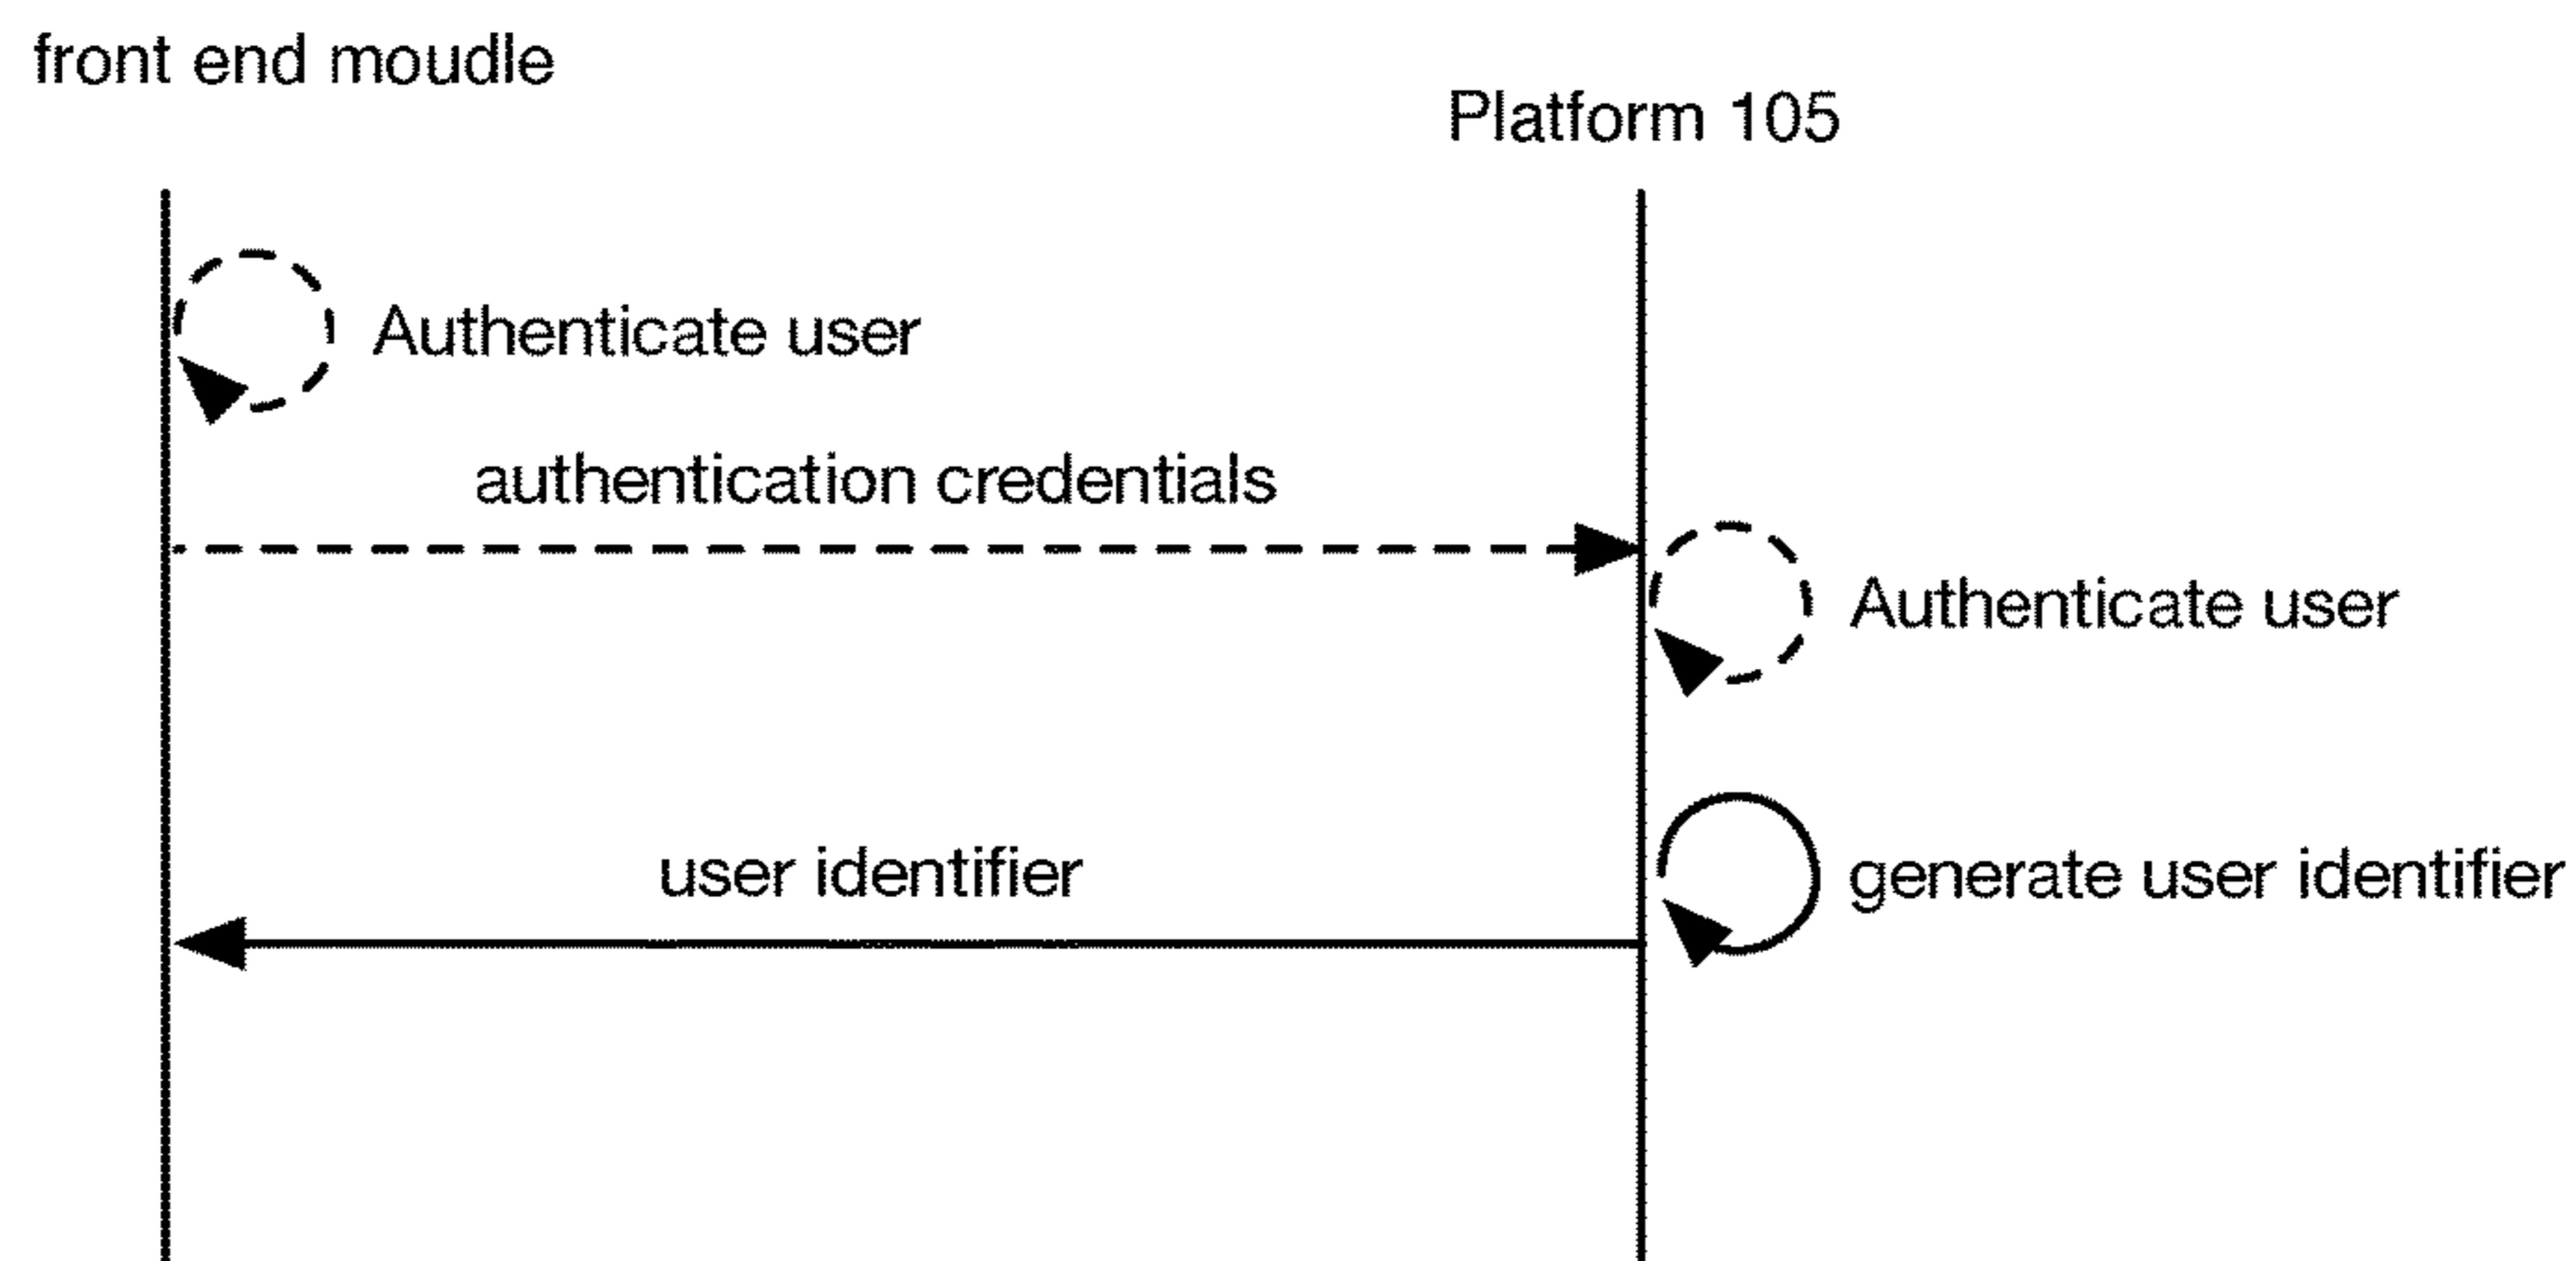 front end moudle
Platform 105
Authenticate user
authentication credentials
Authenticate user
user identifier
generate user identifier